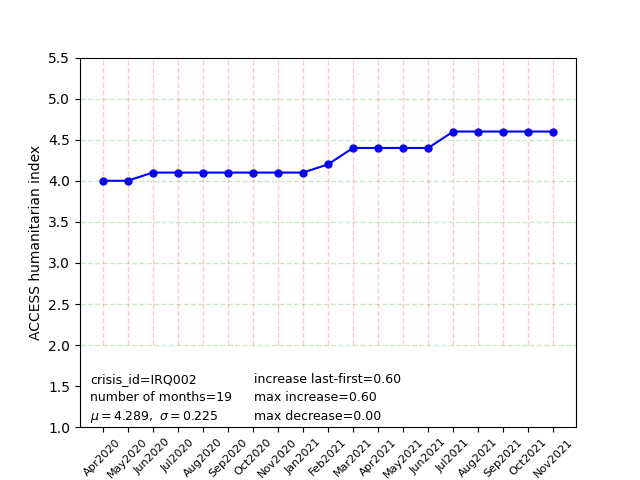 5.5
5.0
4.5
4.0
3.5
3.0
2.5
2.0
1.5
1.0
ACCESS humanitarian index
crisis_id=IRQ002
number of months=19
μ=4.289, σ=0.225
increase last-first=0.60
max increase=0.60
max decrease=0.00
Apr2020
May2020
Jun2020
Jul2020
Aug2020
Sep2020
Oct2020
Nov2020
Jan2021
Feb2021
Mar2021
Apr2021
May2021
Jun2021
Jul2021
Aug2021
Sep2021
Oct2021
Nov2021